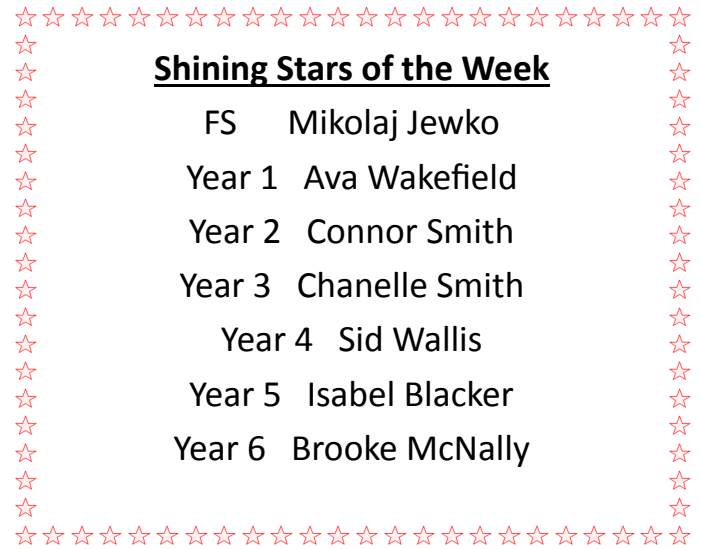 Shining Stars of the Week
FS Mikolaj Jewko
Year 1 Ava Wakefield
Year 2 Connor Smith
Year 3 Chanelle Smith
Year 4 Sid Wallis
Year 5 Isabel Blacker
Year 6 Brooke McNally